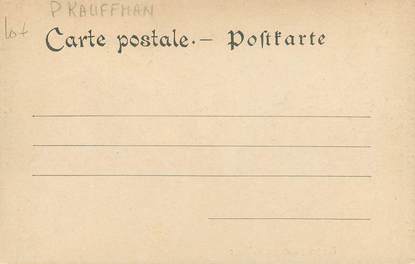 P KAUFFMAN
lot
Carte postale.— Poſtkarte